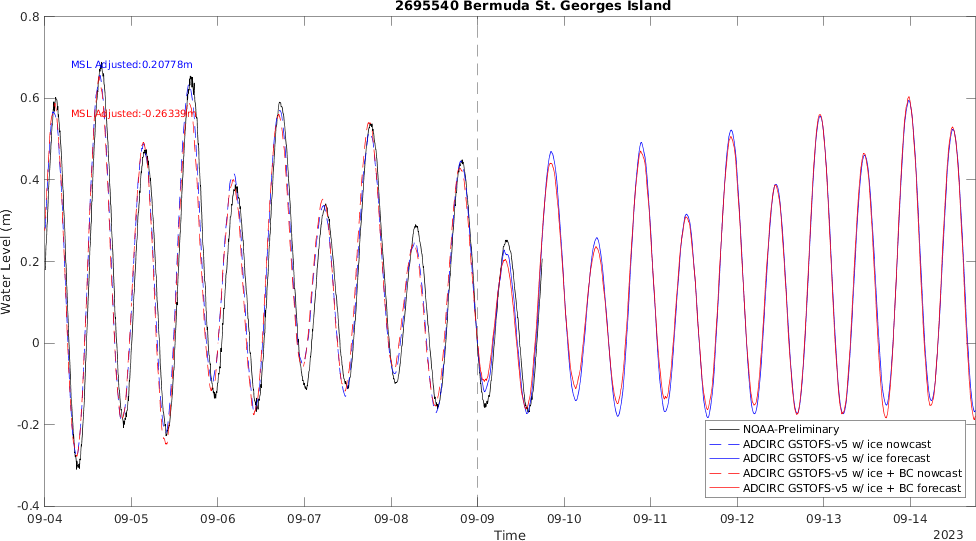 2695540 Bermuda St. Georges Island
0.8
0.6
0.4
0.2
0
-0.2
-0.4
Water Level (m)
MSL Adjusted:0.20778m
MSL Adjusted:-0.26339m
NOAA-Preliminary
ADCIRC GSTOFS-v5 w/ ice nowcast
ADCIRC GSTOFS-v5 w/ ice forecast
ADCIRC GSTOFS-v5 w/ ice + BC nowcast
ADCIRC GSTOFS-v5 w/ ice + BC forecast
09-04 09-05 09-06 09-07 09-08 09-09 09-10 09-11 09-12 09-13 09-14
2023
Time